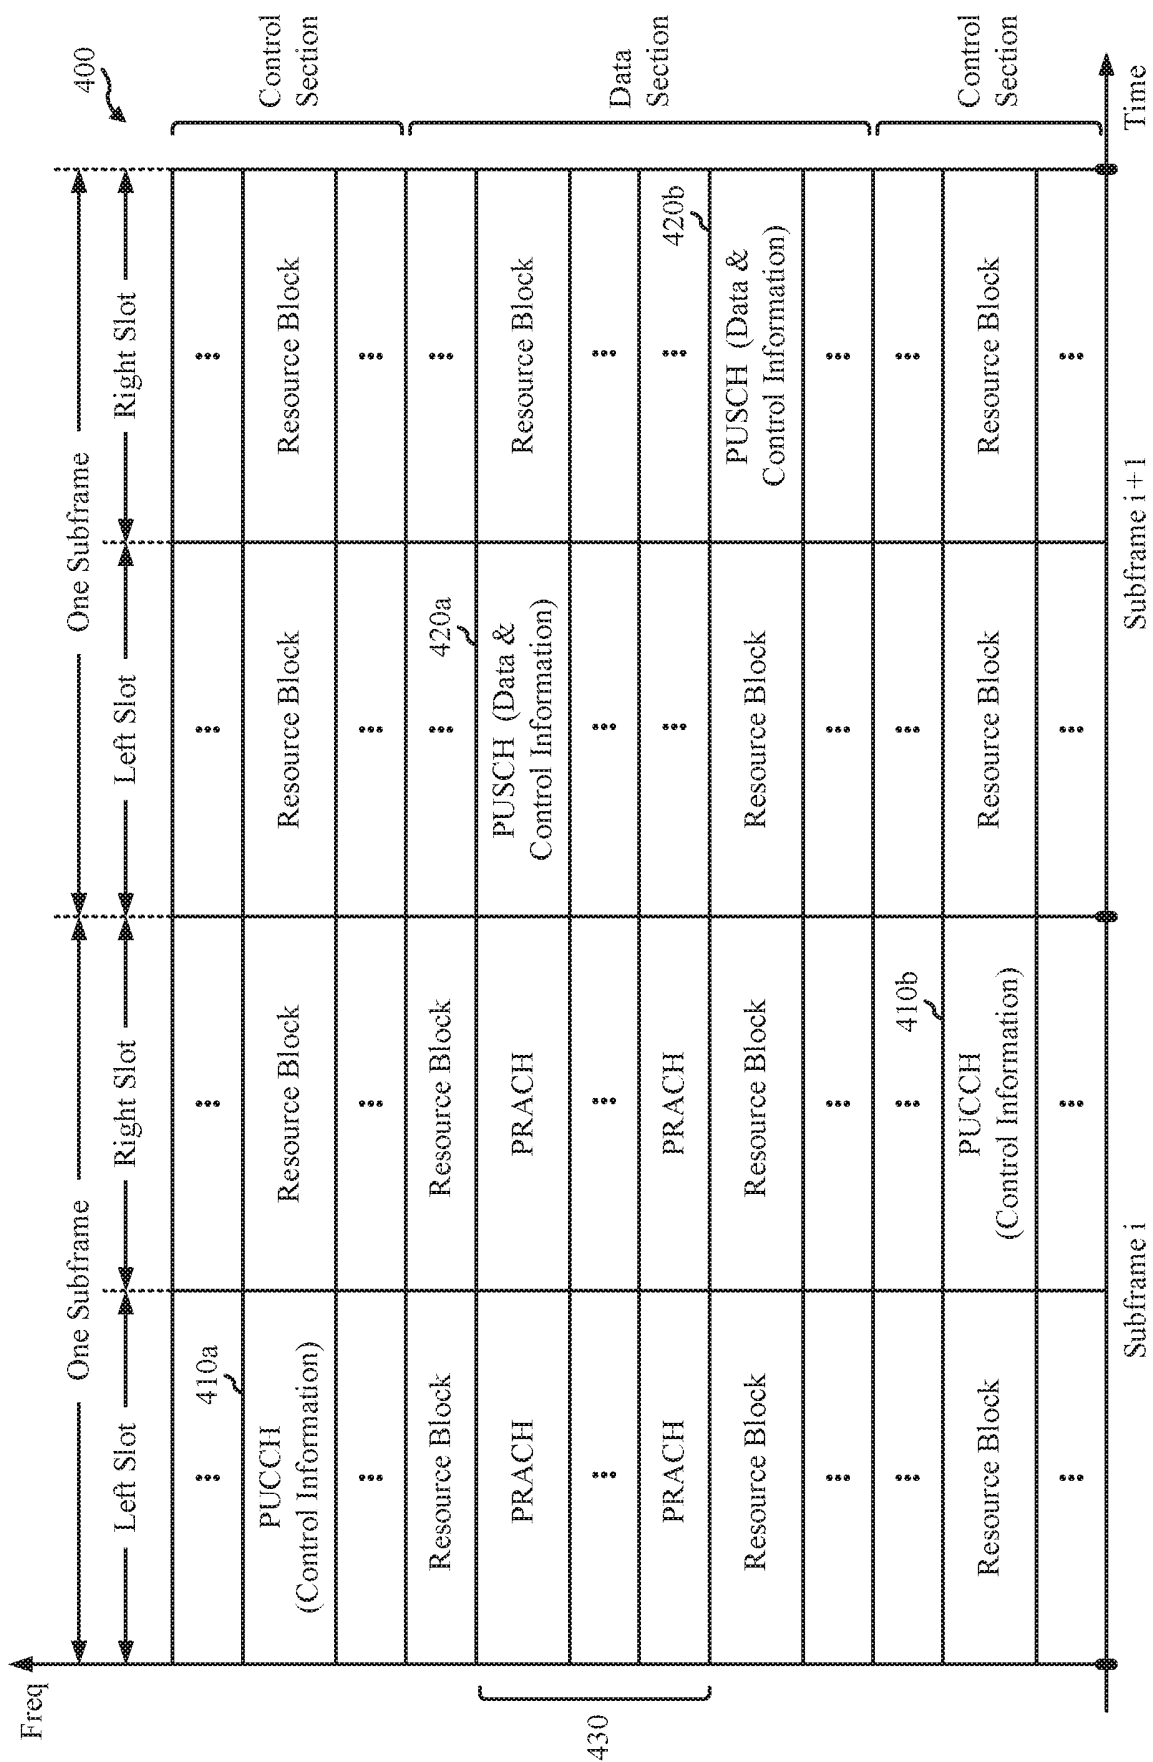 Freq
One Subframe
One Subframe
400
Left Slot
Right Slot
Left Slot
Right Slot
...
410a
...
...
...
PUCCH
(Control Information)
Resource Block
Resource Block
Resource Block
Control
Section
...
...
...
...
Resource Block
Resource Block
...
420a
...
430
PRACH
PRACH
PUSCH (Data &
Control Information)
Resource Block
...
...
...
...
Data
Section
PRACH
PRACH
...
...
420b
Resource Block
Resource Block
Resource Block
PUSCH (Data &
Control Information)
...
...
...
...
...
...
410b
...
...
Resource Block
PUCCH
(Control Information)
Resource Block
Resource Block
Control
Section
...
...
...
...
Subframe i
Subframe i + 1
Time